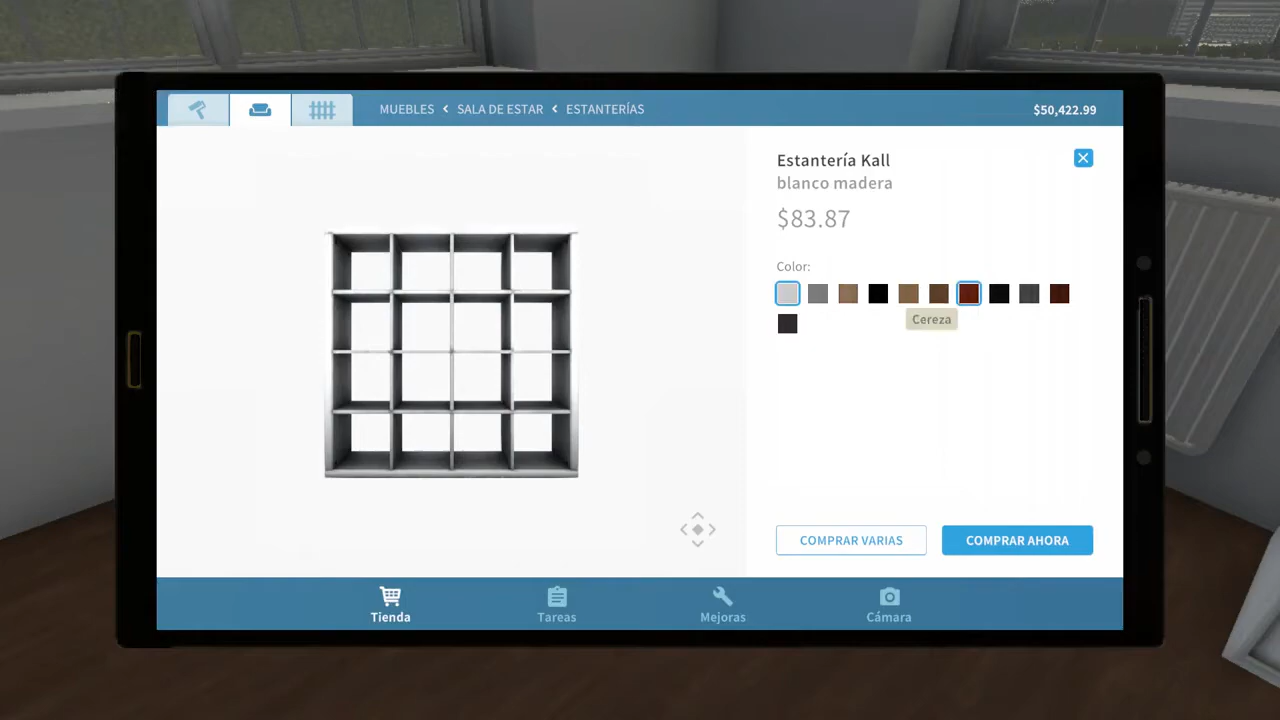 MUEBLES < SALA DE ESTAR < ESTANTERÍAS
$50,422.99
Estantería Kall
blanco madera
$83.87
Color:
Cereza
COMPRAR VARIAS
COMPRAR AHORA
Tienda
Tareas
Mejoras
Cámara